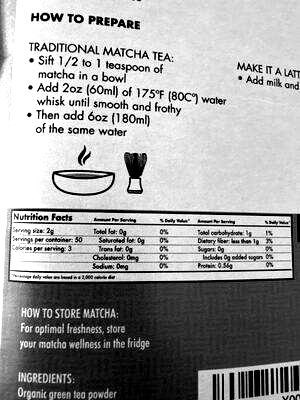 HOW TO PREPARE
TRADITIONAL MATCHA TEA:
• Sift 1/2 to 1 teaspoon of
matcha in a bowl
• Add 2oz (60ml) of 175°F (80C°) water
whisk until smooth and frothy
• Then add 6oz (180ml)
of the same water
MAKE IT A LATT
• Add milk and
Nutrition Facts
Serving size: 2g
Servings per container: 50
Calories per serving: 3
Amount Per Serving % Daily Value*
Total fat: 0g 0%
Saturated fat: 0g 0%
Trans fat: 0g 0%
Cholesterol: 0mg 0%
Sodium: 0mg 0%
Amount Per Serving % Daily Value*
Total carbohydrate: 1g 1%
Dietary fiber: less than 1g 3%
Sugars: 0g 0%
Includes 0g added sugars 0%
Protein: 0.56g 0%
*Percentage daily value are based in a 2,000 calorie diet
HOW TO STORE MATCHA:
For optimal freshness, store
your matcha wellness in the fridge
INGREDIENTS:
Organic green tea powder